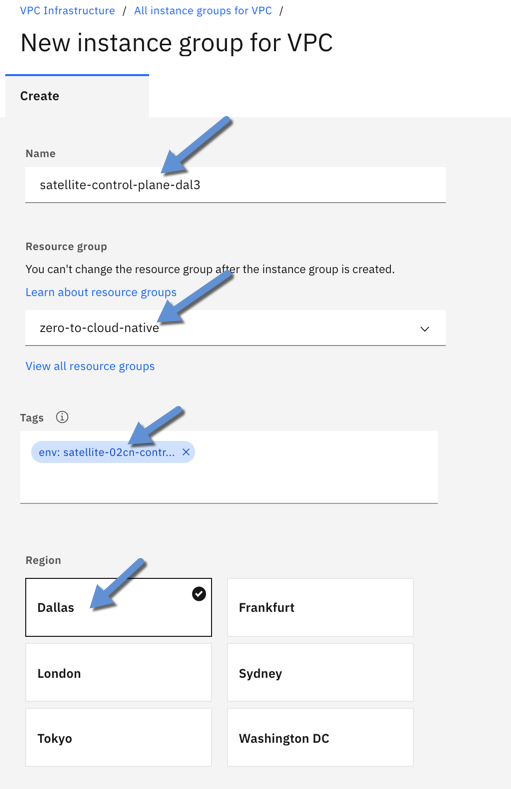 VPC Infrastructure / All instance groups for VPC /
New instance group for VPC
Create
Name
satellite-control-plane-dal3
Resource group
You can't change the resource group after the instance group is created.
Learn about resource groups
zero-to-cloud-native
View all resource groups
Tags
env: satellite-02cn-contr...
Region
Dallas
Frankfurt
London
Sydney
Tokyo
Washington DC